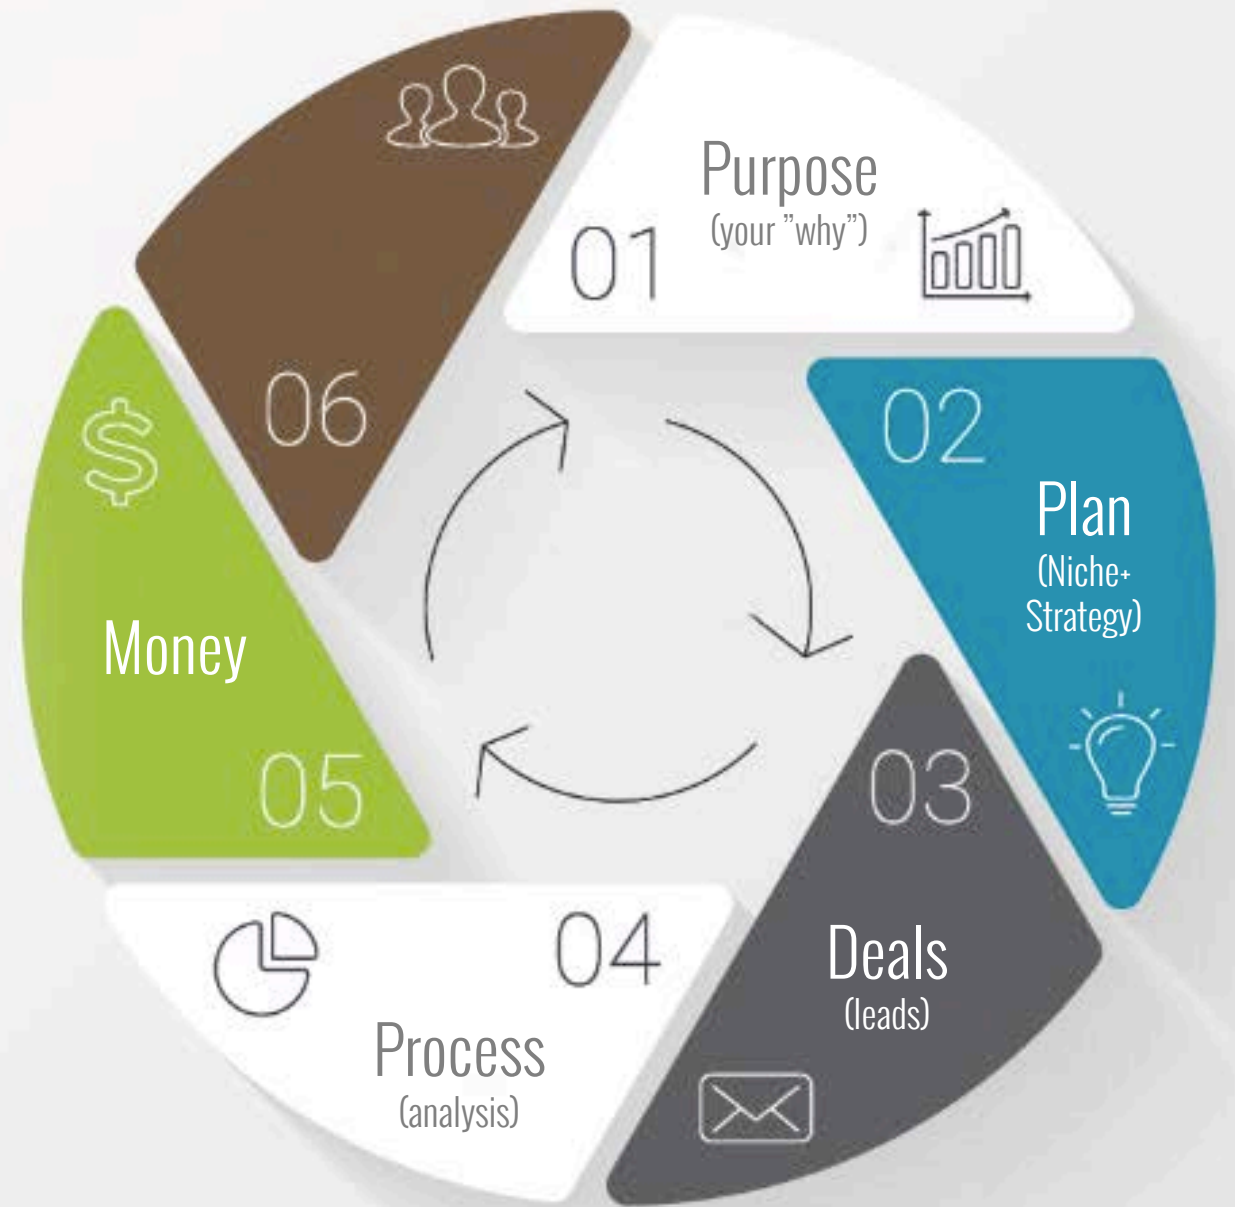 01
Purpose
(your "why")
02
Plan
(Niche+
Strategy)
03
Deals
(leads)
04
Process
(analysis)
05
Money
06
$